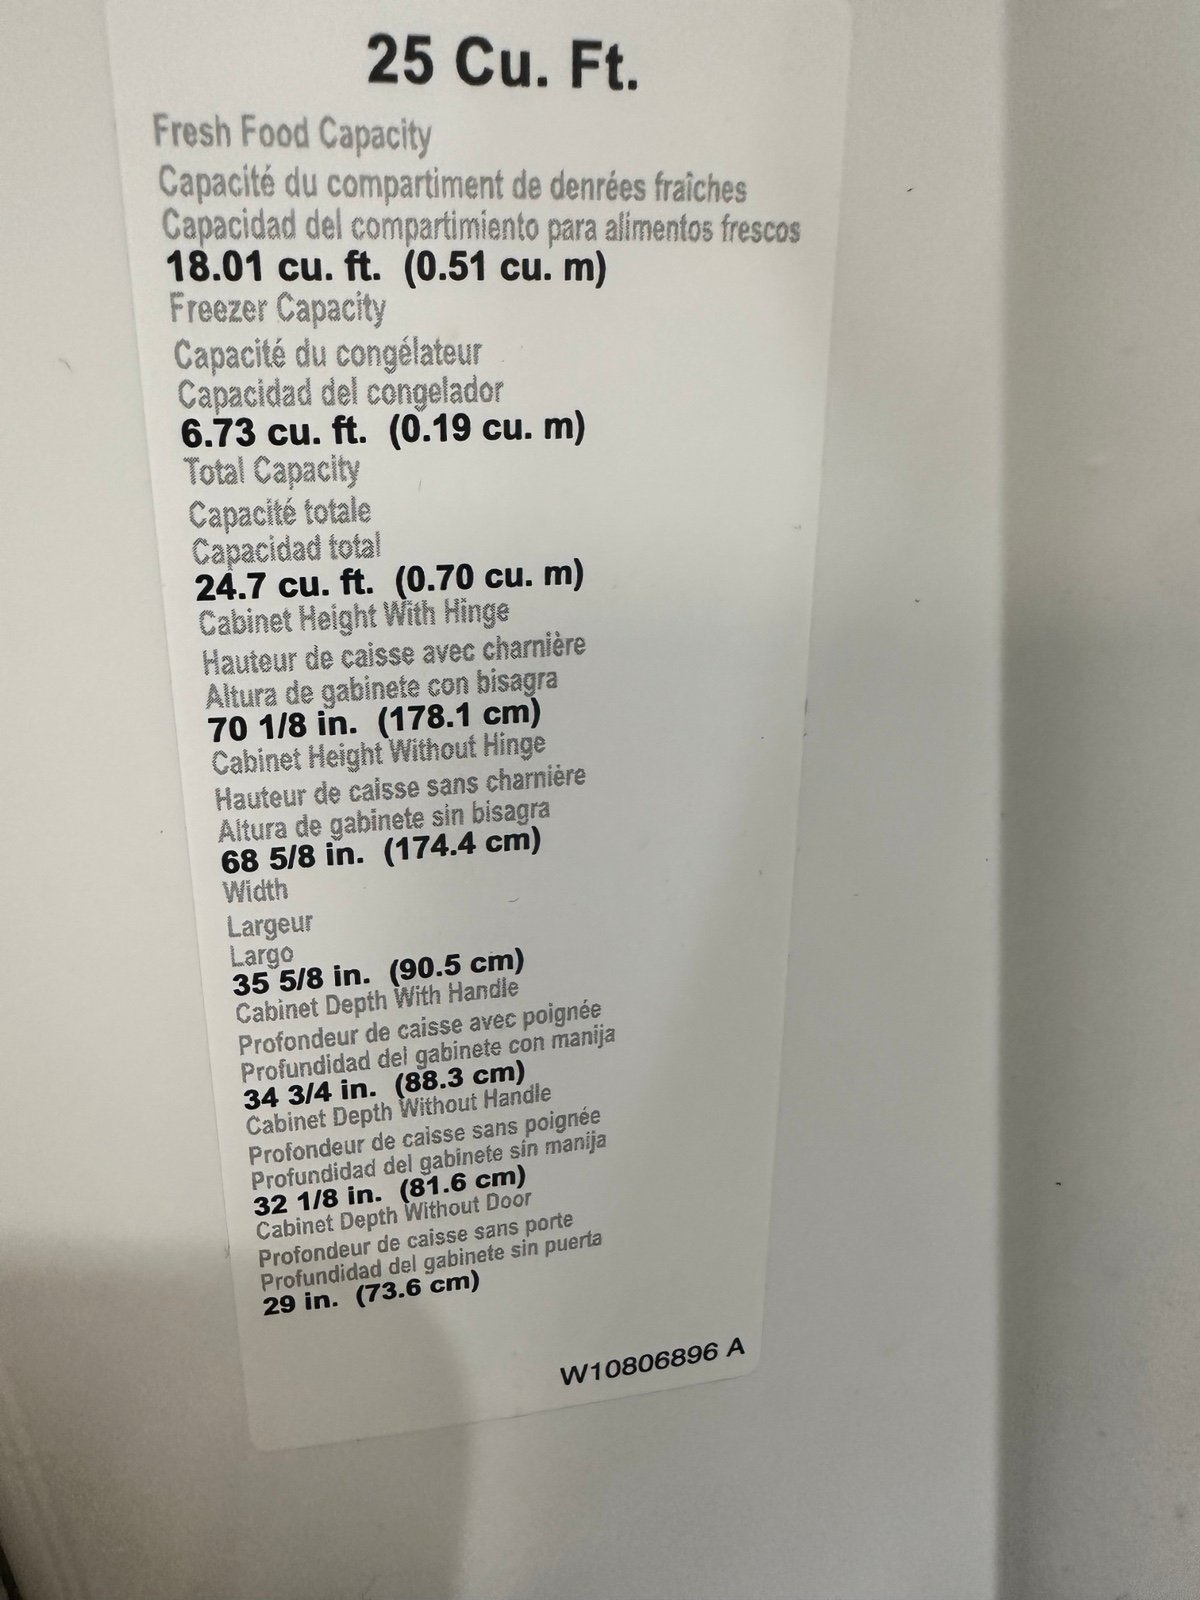 25 Cu. Ft.
Fresh Food Capacity
Capacité du compartiment de denrées fraîches
Capacidad del compartimiento para alimentos frescos
18.01 cu. ft. (0.51 cu. m)
Freezer Capacity
Capacité du congélateur
Capacidad del congelador
6.73 cu. ft. (0.19 cu. m)
Total Capacity
Capacité totale
Capacidad total
24.7 cu. ft. (0.70 cu. m)
Cabinet Height With Hinge
Hauteur de caisse avec charnière
Altura de gabinete con bisagra
70 1/8 in. (178.1 cm)
Cabinet Height Without Hinge
Hauteur de caisse sans charnière
Altura de gabinete sin bisagra
68 5/8 in. (174.4 cm)
Width
Largeur
Largo
35 5/8 in. (90.5 cm)
Cabinet Depth With Handle
Profondeur de caisse avec poignée
Profundidad del gabinete con manija
34 3/4 in. (88.3 cm)
Cabinet Depth Without Handle
Profondeur de caisse sans poignée
Profundidad del gabinete sin manija
32 1/8 in. (81.6 cm)
Cabinet Depth Without Door
Profondeur de caisse sans porte
Profundidad del gabinete sin puerta
29 in. (73.6 cm)
W10806896 A